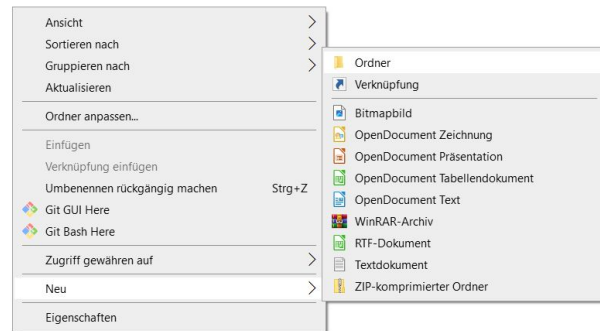 Ansicht
Sortieren nach
Gruppieren nach
Aktualisieren
Ordner anpassen...
Einfügen
Verknüpfung einfügen
Umbenennen rückgängig machen Strg+Z
Git GUI Here
Git Bash Here
Zugriff gewähren auf
Neu
Eigenschaften
Ordner
Verknüpfung
Bitmapbild
OpenDocument Zeichnung
OpenDocument Präsentation
OpenDocument Tabellendokument
OpenDocument Text
WinRAR-Archiv
RTF-Dokument
Textdokument
ZIP-komprimierter Ordner